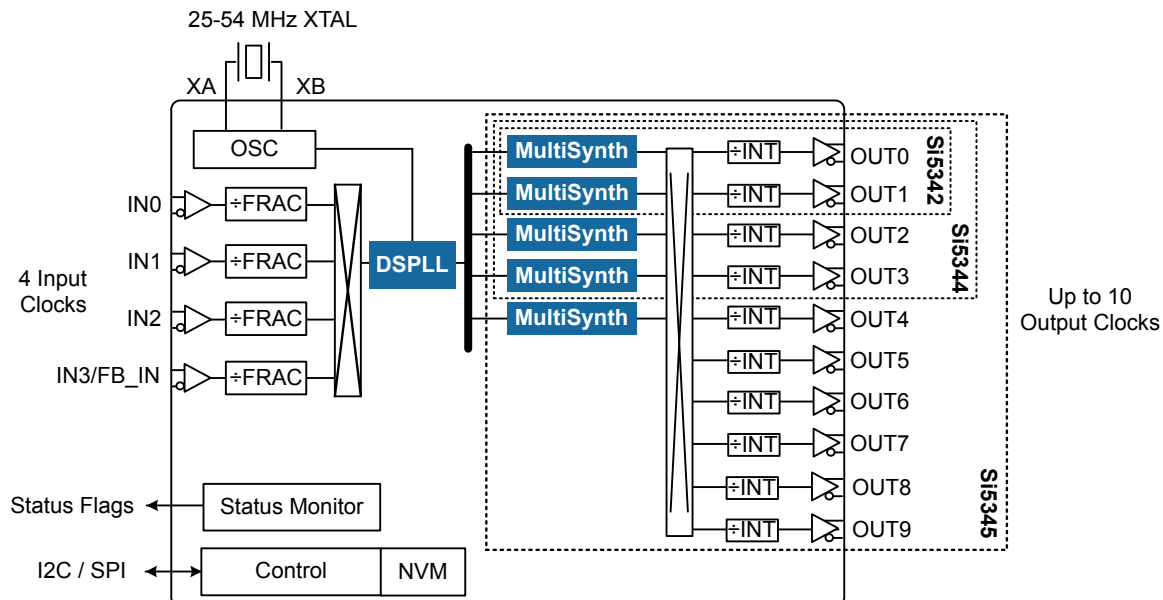 25-54 MHz XTAL
XA
XB
OSC
IN0
÷FRAC
IN1
÷FRAC
4 Input
Clocks
IN2
÷FRAC
IN3/FB_IN
÷FRAC
DSPLL
MultiSynth
MultiSynth
MultiSynth
MultiSynth
MultiSynth
÷INT
OUT0
÷INT
OUT1
÷INT
OUT2
÷INT
OUT3
÷INT
OUT4
÷INT
OUT5
÷INT
OUT6
÷INT
OUT7
÷INT
OUT8
÷INT
OUT9
Si5342
Si5344
Si5345
Up to 10
Output Clocks
Status Flags
Status Monitor
I2C / SPI
Control
NVM